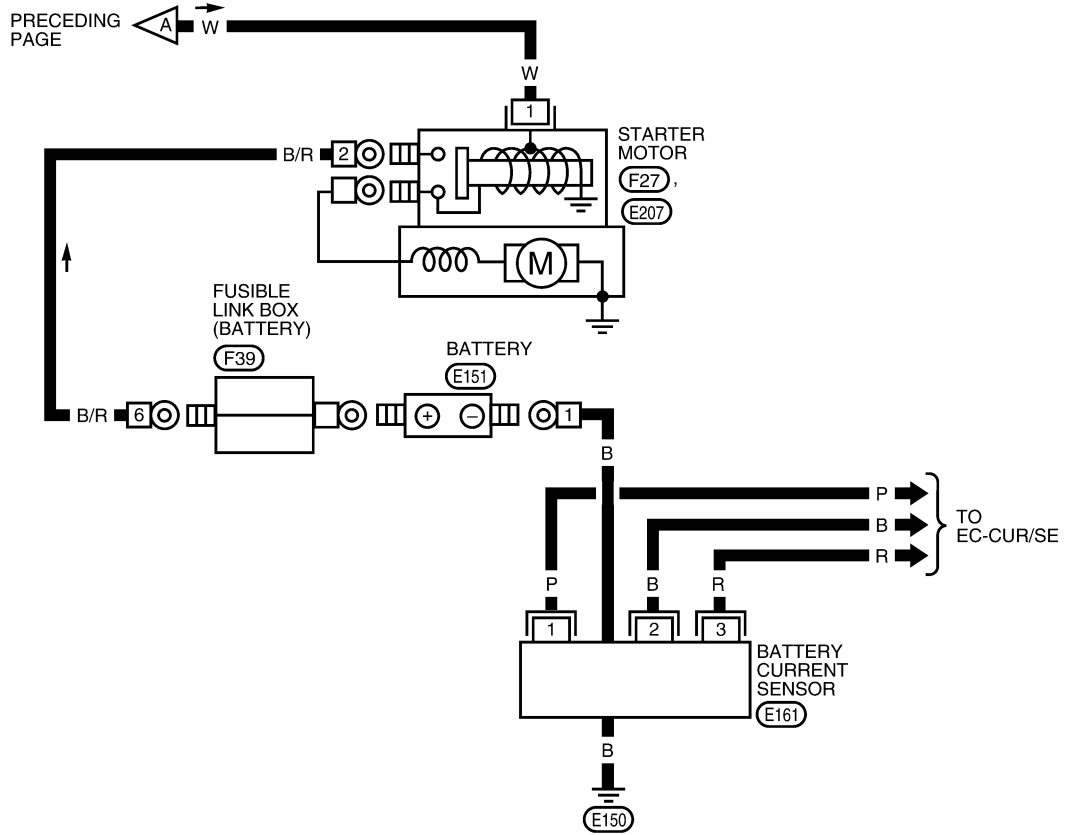 PRECEDING
PAGE
A
W
W
1
STARTER
MOTOR
F27 ,
E207
B/R
2
M
FUSIBLE
LINK BOX
(BATTERY)
F39
BATTERY
E151
B/R
6
+
−
1
B
P
B
R
TO
EC-CUR/SE
P
B
R
1
2
3
BATTERY
CURRENT
SENSOR
E161
B
E150